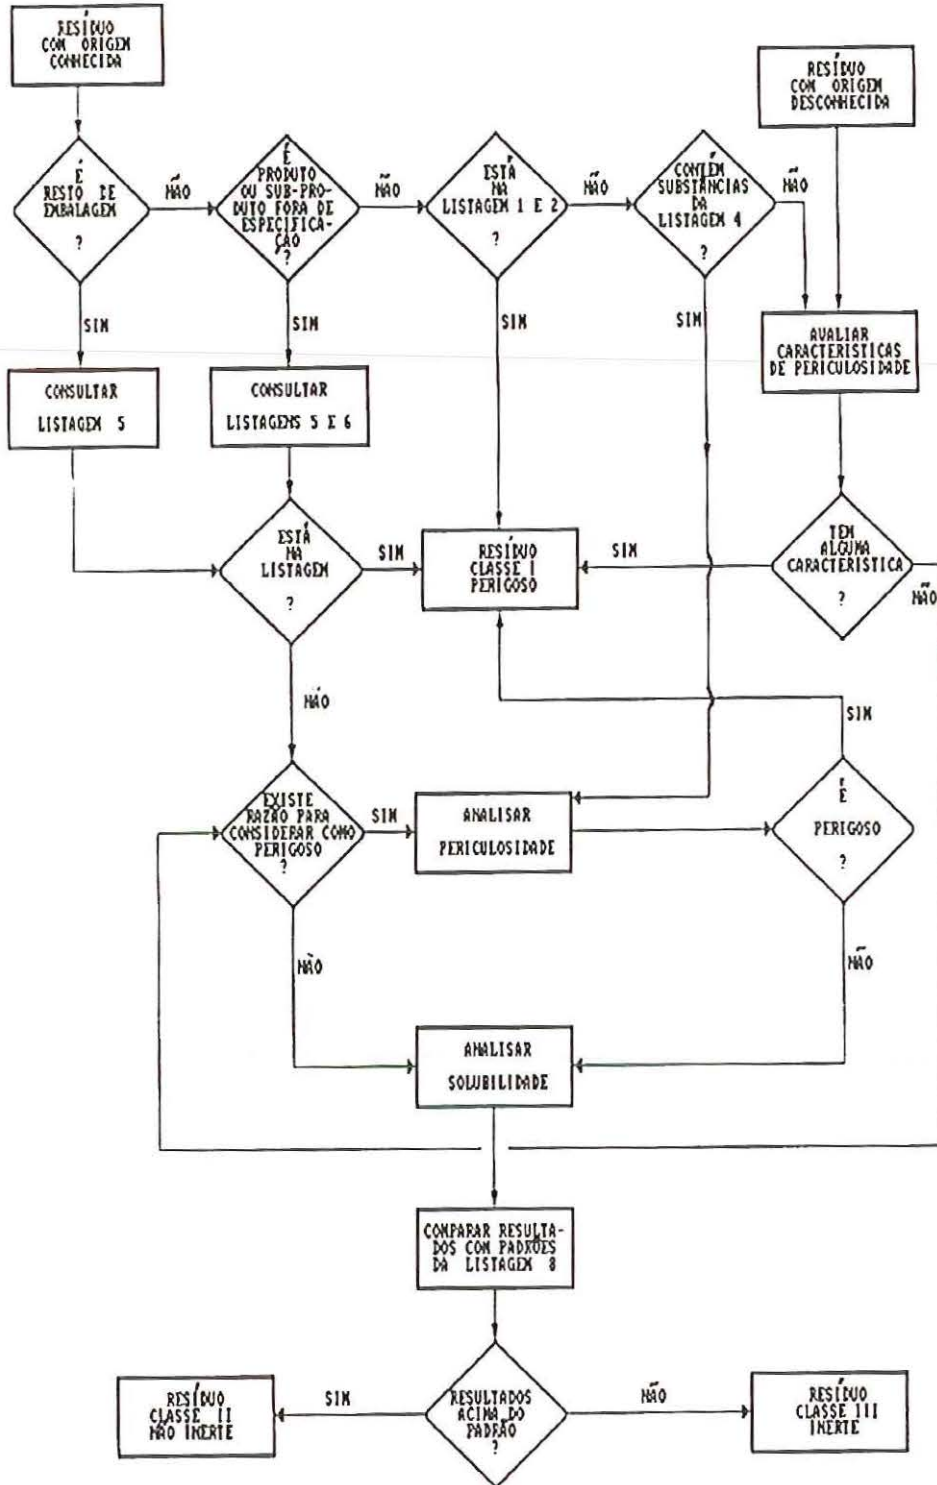 RESÍDUO
COM ORIGEM
CONHECIDA
RESÍDUO
COM ORIGEM
DESCONHECIDA
É
RESTO DE
EMBALAGEM
?
NÃO
É
PRODUTO
OU SUB-PRO-
DUTO FORA DE
ESPECIFICA-
ÇÃO
?
NÃO
ESTÁ
NA
LISTAGEM 1 E 2
?
NÃO
CONTÉM
SUBSTÂNCIAS
DA
LISTAGEM 4
?
NÃO
SIM
SIM
SIM
SIM
AVALIAR
CARACTERISTICAS
DE PERICULOSIDADE
CONSULTAR
LISTAGEM 5
CONSULTAR
LISTAGENS 5 E 6
ESTÁ
NA
LISTAGEM
?
SIM
RESÍDUO
CLASSE I
PERIGOSO
SIM
TEM
ALGUMA
CARACTERISTICA
?
NÃO
NÃO
SIM
EXISTE
RAZÃO PARA
CONSIDERAR COMO
PERIGOSO
?
SIM
ANALISAR
PERICULOSIDADE
É
PERIGOSO
?
NÃO
NÃO
ANALISAR
SOLUBILIDADE
COMPARAR RESULTA-
DOS COM PADRÕES
DA LISTAGEM 8
RESÍDUO
CLASSE II
NÃO INERTE
SIM
RESULTADOS
ACIMA DO
PADRÃO
?
NÃO
RESÍDUO
CLASSE III
INERTE